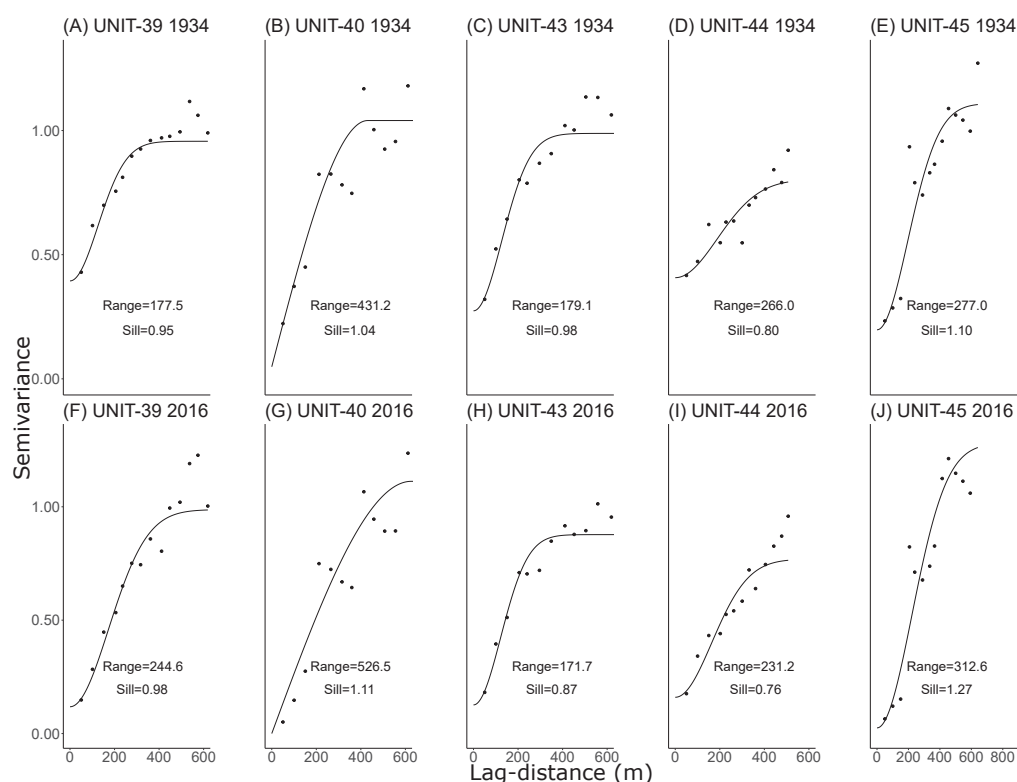 (A) UNIT-39 1934
(B) UNIT-40 1934
(C) UNIT-43 1934
(D) UNIT-44 1934
(E) UNIT-45 1934
1.00
0.50
0.00
Range=177.5
Sill=0.95
Range=431.2
Sill=1.04
Range=179.1
Sill=0.98
Range=266.0
Sill=0.80
Range=277.0
Sill=1.10
Semivariance
(F) UNIT-39 2016
(G) UNIT-40 2016
(H) UNIT-43 2016
(I) UNIT-44 2016
(J) UNIT-45 2016
1.00
0.50
0.00
Range=244.6
Sill=0.98
Range=526.5
Sill=1.11
Range=171.7
Sill=0.87
Range=231.2
Sill=0.76
Range=312.6
Sill=1.27
0 200 400 600
0 200 400 600
0 200 400 600
0 200 400 600
0 200 400 600 800
Lag-distance (m)